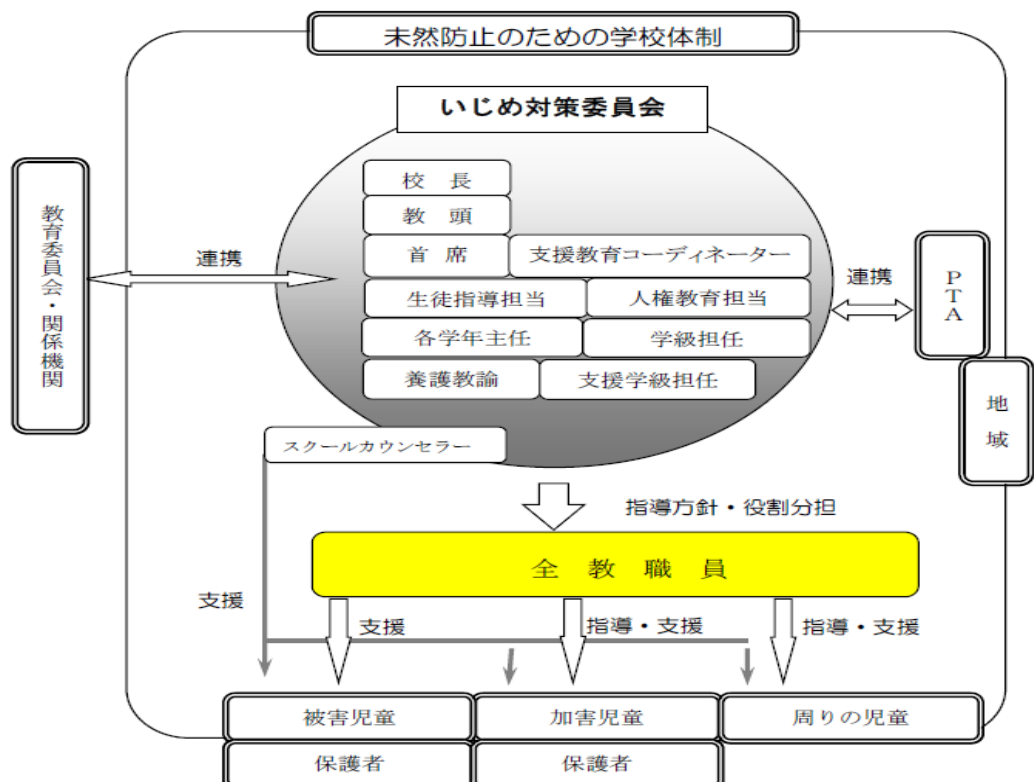 未然防止のための学校体制
いじめ対策委員会
校 長
教 頭
首 席
支援教育コーディネーター
生徒指導担当
人権教育担当
各学年主任
学級担任
養護教諭
支援学級担任
スクールカウンセラー
教育委員会・関係機関
連携
連携
PTA
地域
指導方針・役割分担
全 教 職 員
支援
支援
指導・支援
指導・支援
被害児童
加害児童
周りの児童
保護者
保護者